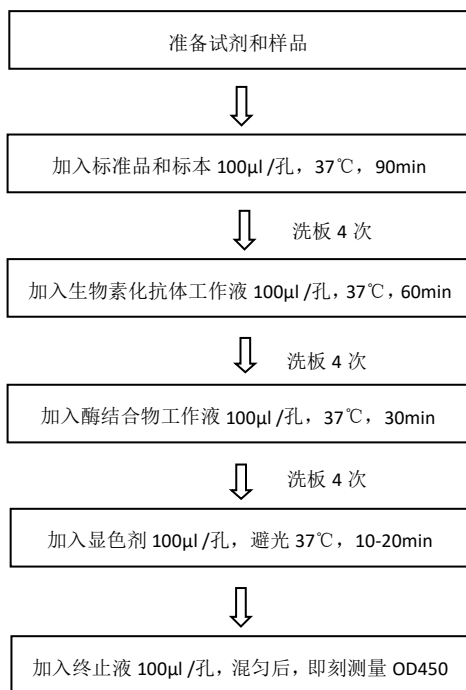 准备试剂和样品
加入标准品和标本 100μl /孔，37℃，90min
洗板 4 次
加入生物素化抗体工作液 100μl /孔，37℃，60min
洗板 4 次
加入酶结合物工作液 100μl /孔，37℃，30min
洗板 4 次
加入显色剂 100μl /孔，避光 37℃，10-20min
加入终止液 100μl /孔，混匀后，即刻测量 OD450